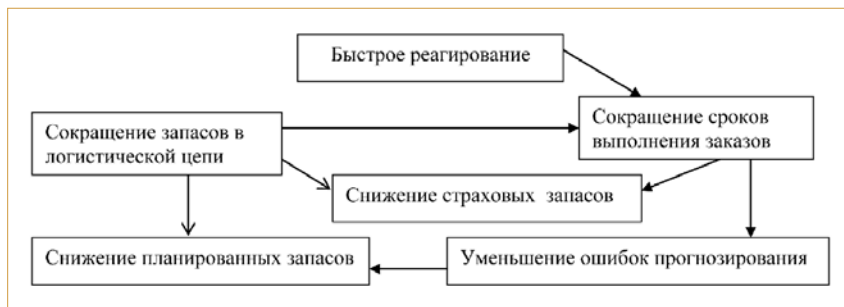 Быстрое реагирование
Сокращение запасов в
логистической цепи
Сокращение сроков
выполнения заказов
Снижение страховых запасов
Снижение планированных запасов
Уменьшение ошибок прогнозирования